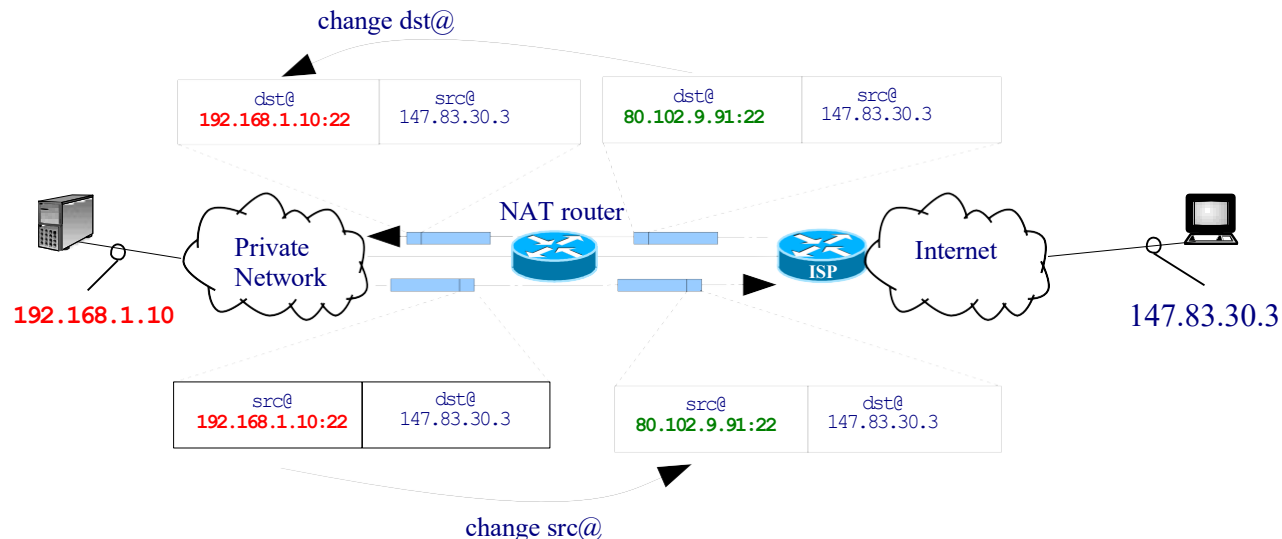 change dst@
dst@
192.168.1.10:22
src@
147.83.30.3
dst@
80.102.9.91:22
src@
147.83.30.3
NAT router
Private
Network
ISP
Internet
192.168.1.10
147.83.30.3
src@
192.168.1.10:22
dst@
147.83.30.3
src@
80.102.9.91:22
dst@
147.83.30.3
change src@